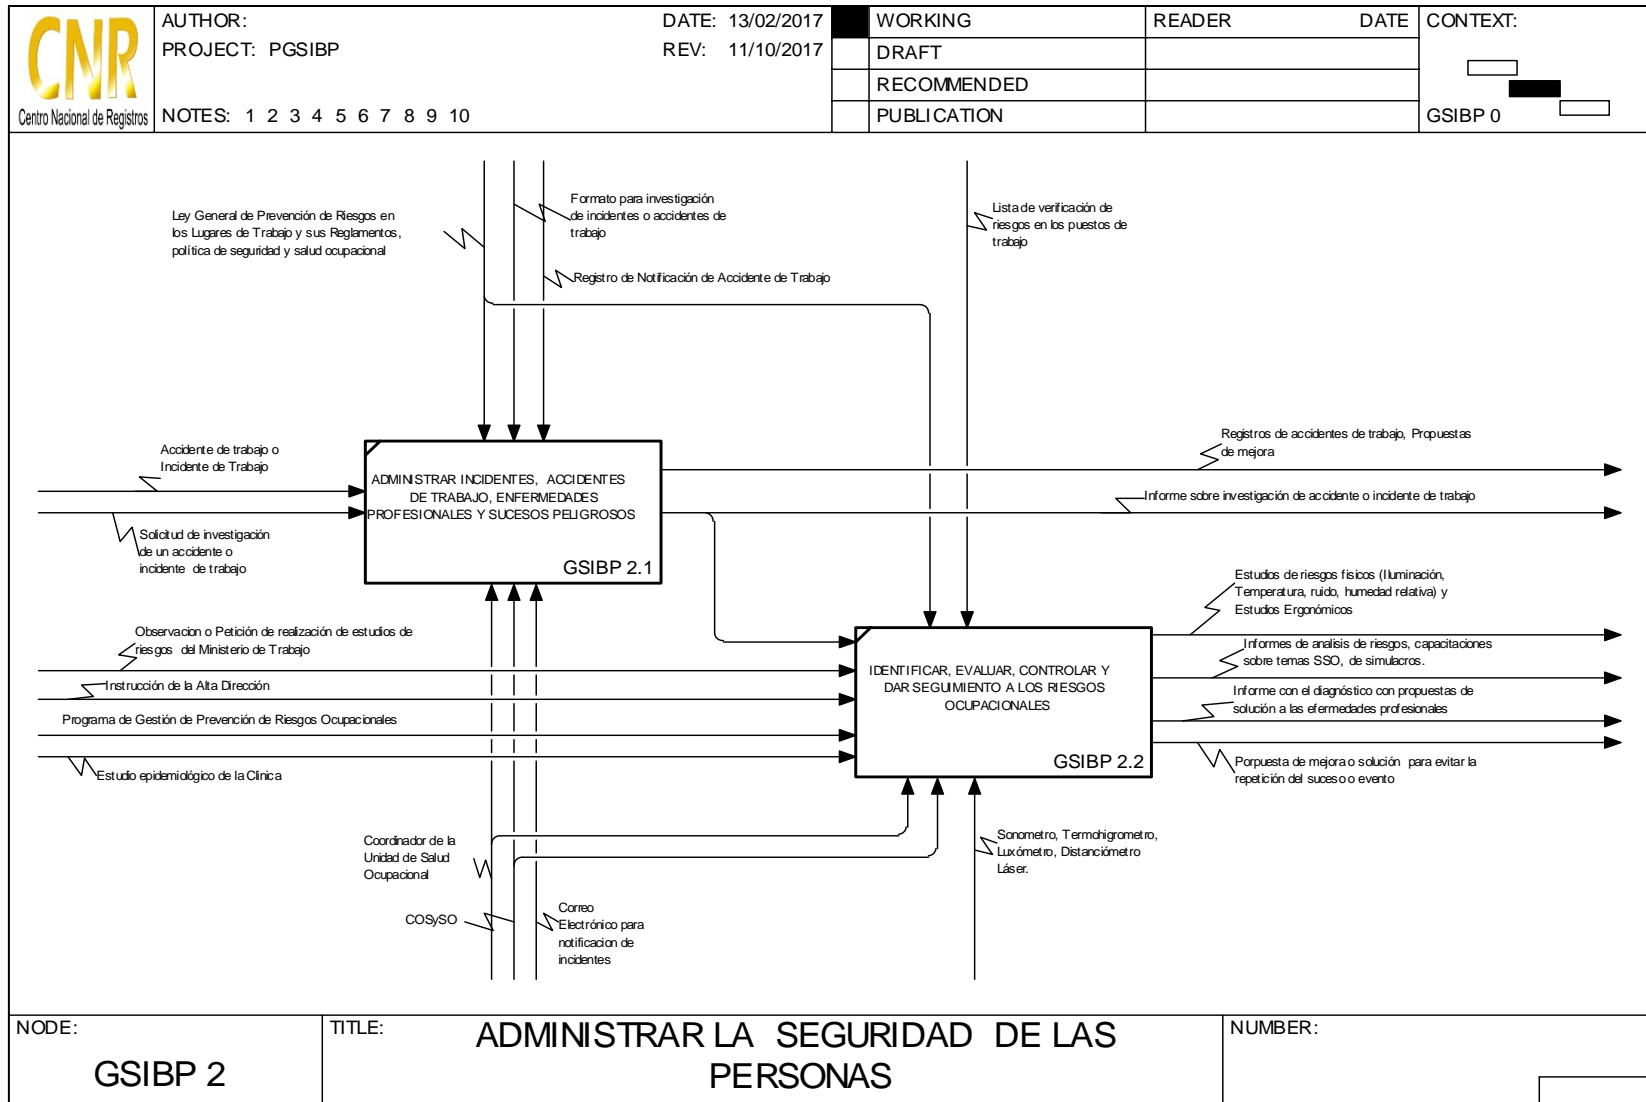 CNR
Centro Nacional de Registros
AUTHOR:
DATE: 13/02/2017
PROJECT: PGSIBP
REV: 11/10/2017
NOTES: 1 2 3 4 5 6 7 8 9 10
WORKING
DRAFT
RECOMMENDED
PUBLICATION
READER DATE
CONTEXT:
GSIBP 0
Ley General de Prevención de Riesgos en
los Lugares de Trabajo y sus Reglamentos,
política de seguridad y salud ocupacional
Formato para investigación
de incidentes o accidentes de
trabajo
Registro de Notificación de Accidente de Trabajo
Lista de verificación de
riesgos en los puestos de
trabajo
Accidente de trabajo o
Incidente de Trabajo
Solicitud de investigación
de un accidente o
incidente de trabajo
ADMINISTRAR INCIDENTES, ACCIDENTES
DE TRABAJO, ENFERMEDADES
PROFESIONALES Y SUCESOS PELIGROSOS
GSIBP 2.1
Registros de accidentes de trabajo, Propuestas
de mejora
Informe sobre investigación de accidente o incidente de trabajo
Observacion o Petición de realización de estudios de
riesgos del Ministerio de Trabajo
Instrucción de la Alta Dirección
Programa de Gestión de Prevención de Riesgos Ocupacionales
Estudio epidemiológico de la Clinica
IDENTIFICAR, EVALUAR, CONTROLAR Y
DAR SEGUIMIENTO A LOS RIESGOS
OCUPACIONALES
GSIBP 2.2
Estudios de riesgos fisicos (Iluminación,
Temperatura, ruido, humedad relativa) y
Estudios Ergonómicos
Informes de analisis de riesgos, capacitaciones
sobre temas SSO, de simulacros.
Informe con el diagnóstico con propuestas de
solución a las efermedades profesionales
Porpuesta de mejora o solución para evitar la
repetición del suceso o evento
Coordinador de la
Unidad de Salud
Ocupacional
COSySO
Correo
Electrónico para
notificacion de
incidentes
Sonometro, Termohigrometro,
Luxómetro, Distanciómetro
Láser.
NODE:
GSIBP 2
TITLE:
ADMINISTRAR LA SEGURIDAD DE LAS
PERSONAS
NUMBER: